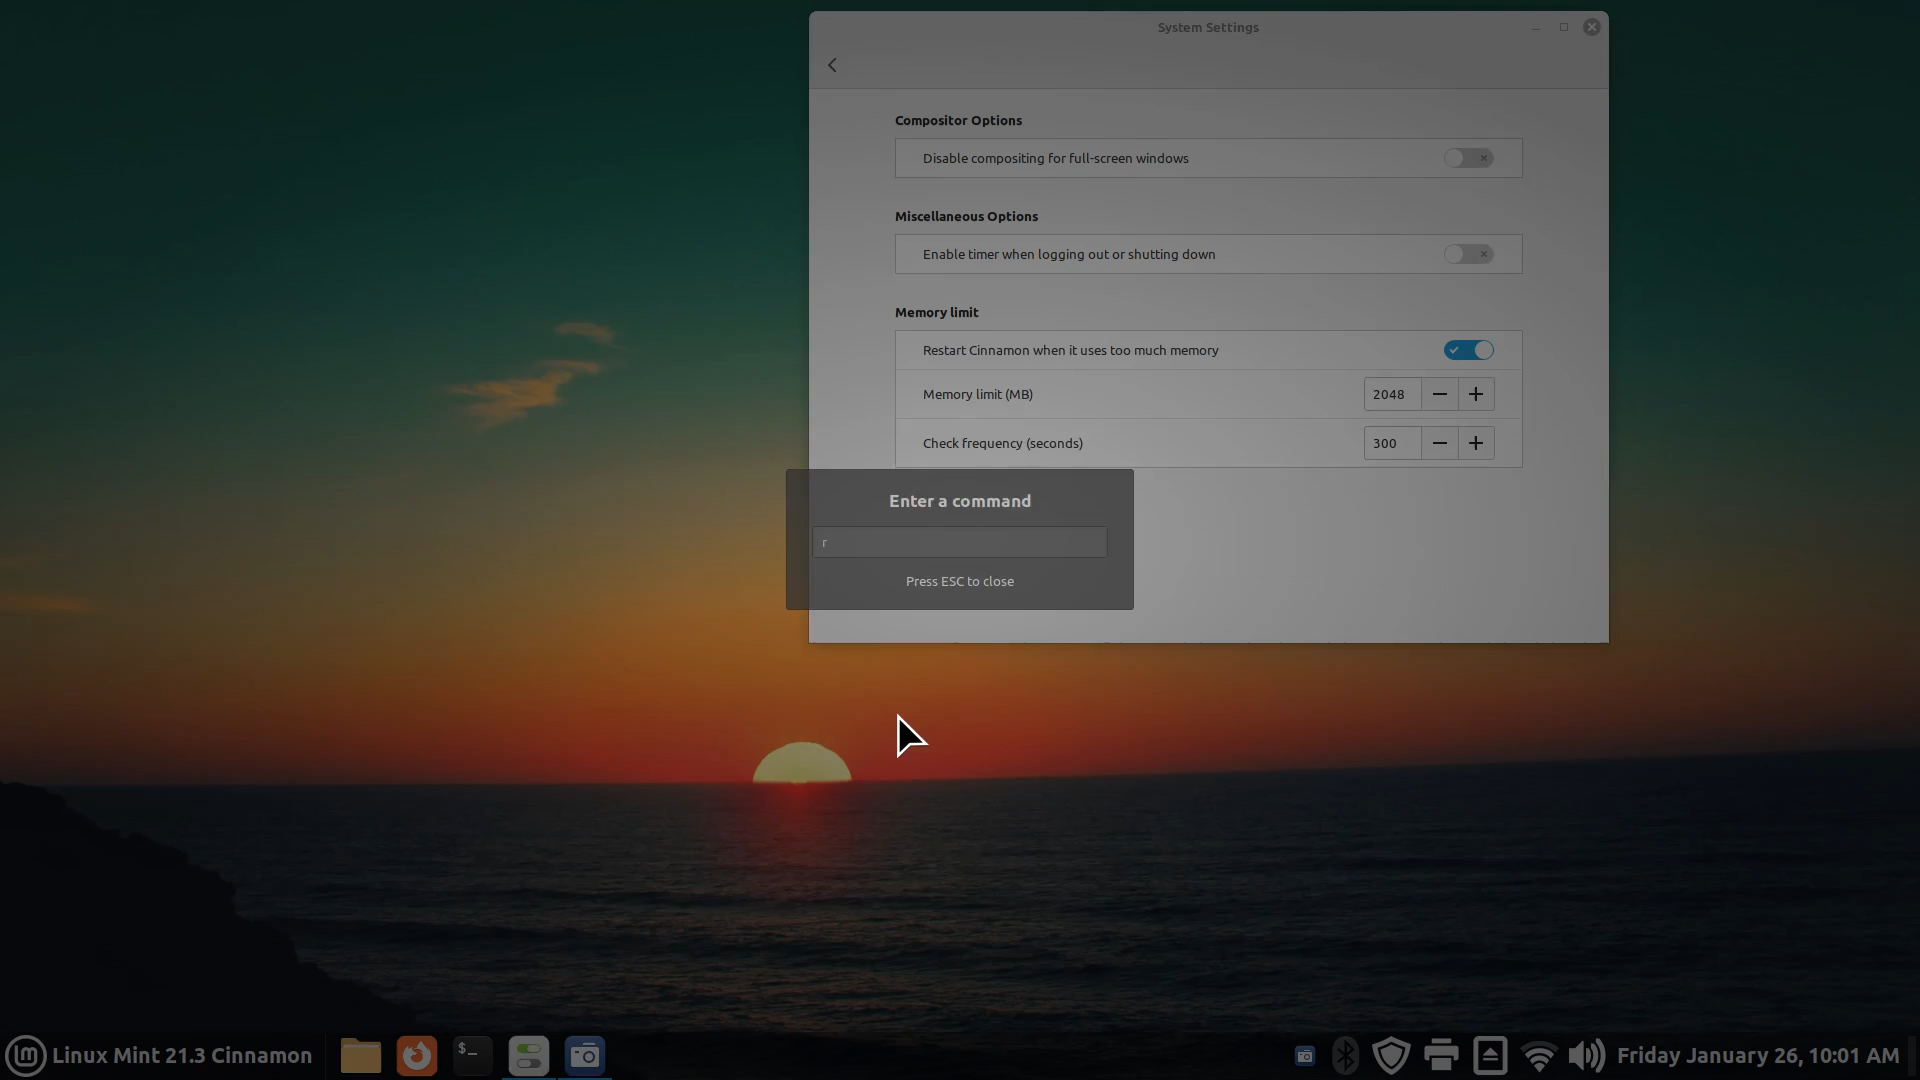 System Settings
Compositor Options
Disable compositing for full-screen windows
Miscellaneous Options
Enable timer when logging out or shutting down
Memory limit
Restart Cinnamon when it uses too much memory
Memory limit (MB)
2048
Check frequency (seconds)
300
Enter a command
r
Press ESC to close
Linux Mint 21.3 Cinnamon
$_
Friday January 26, 10:01 AM